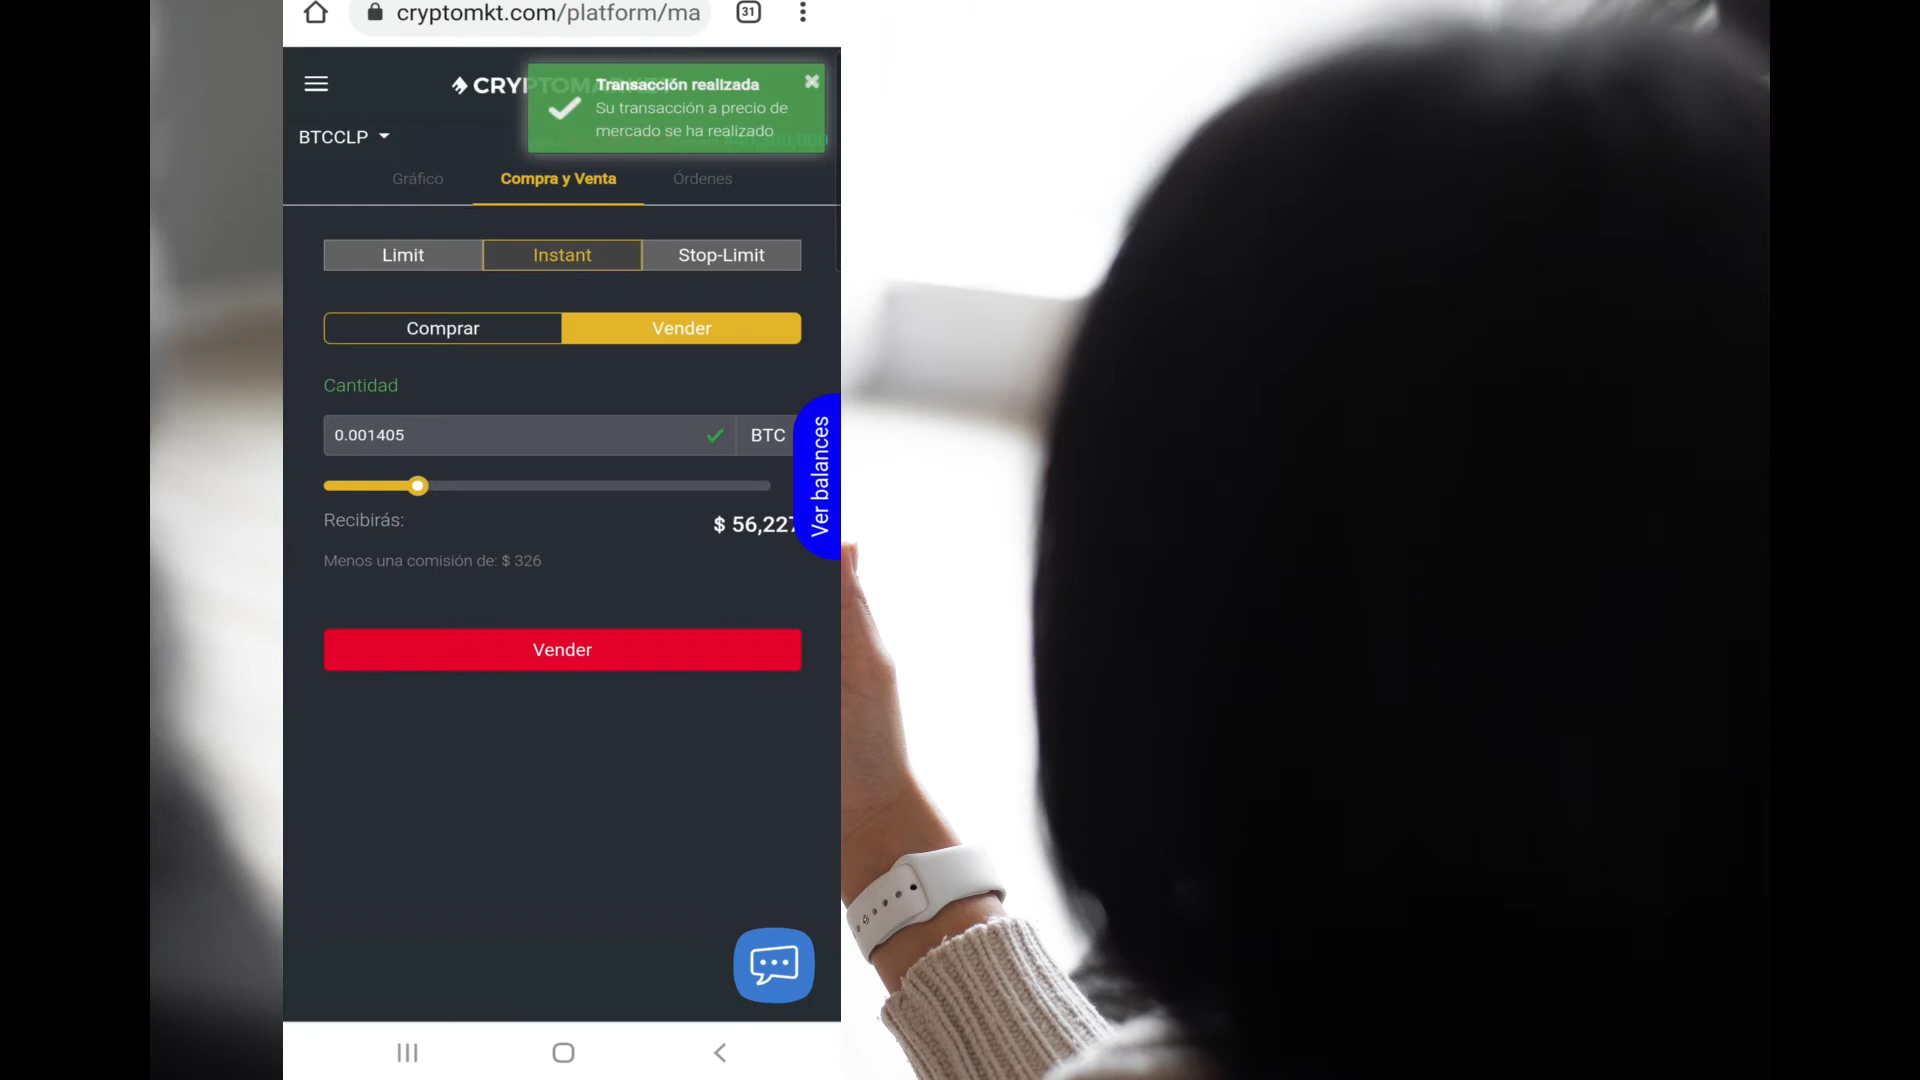 cryptomkt.com/platform/ma
31
CRYPTOMA
Transacción realizada
Su transacción a precio de
mercado se ha realizado
BTCCLP
Gráfico
Compra y Venta
Órdenes
Limit
Instant
Stop-Limit
Comprar
Vender
Cantidad
0.001405
BTC
Ver balances
Recibirás:
$ 56,227
Menos una comisión de: $ 326
Vender